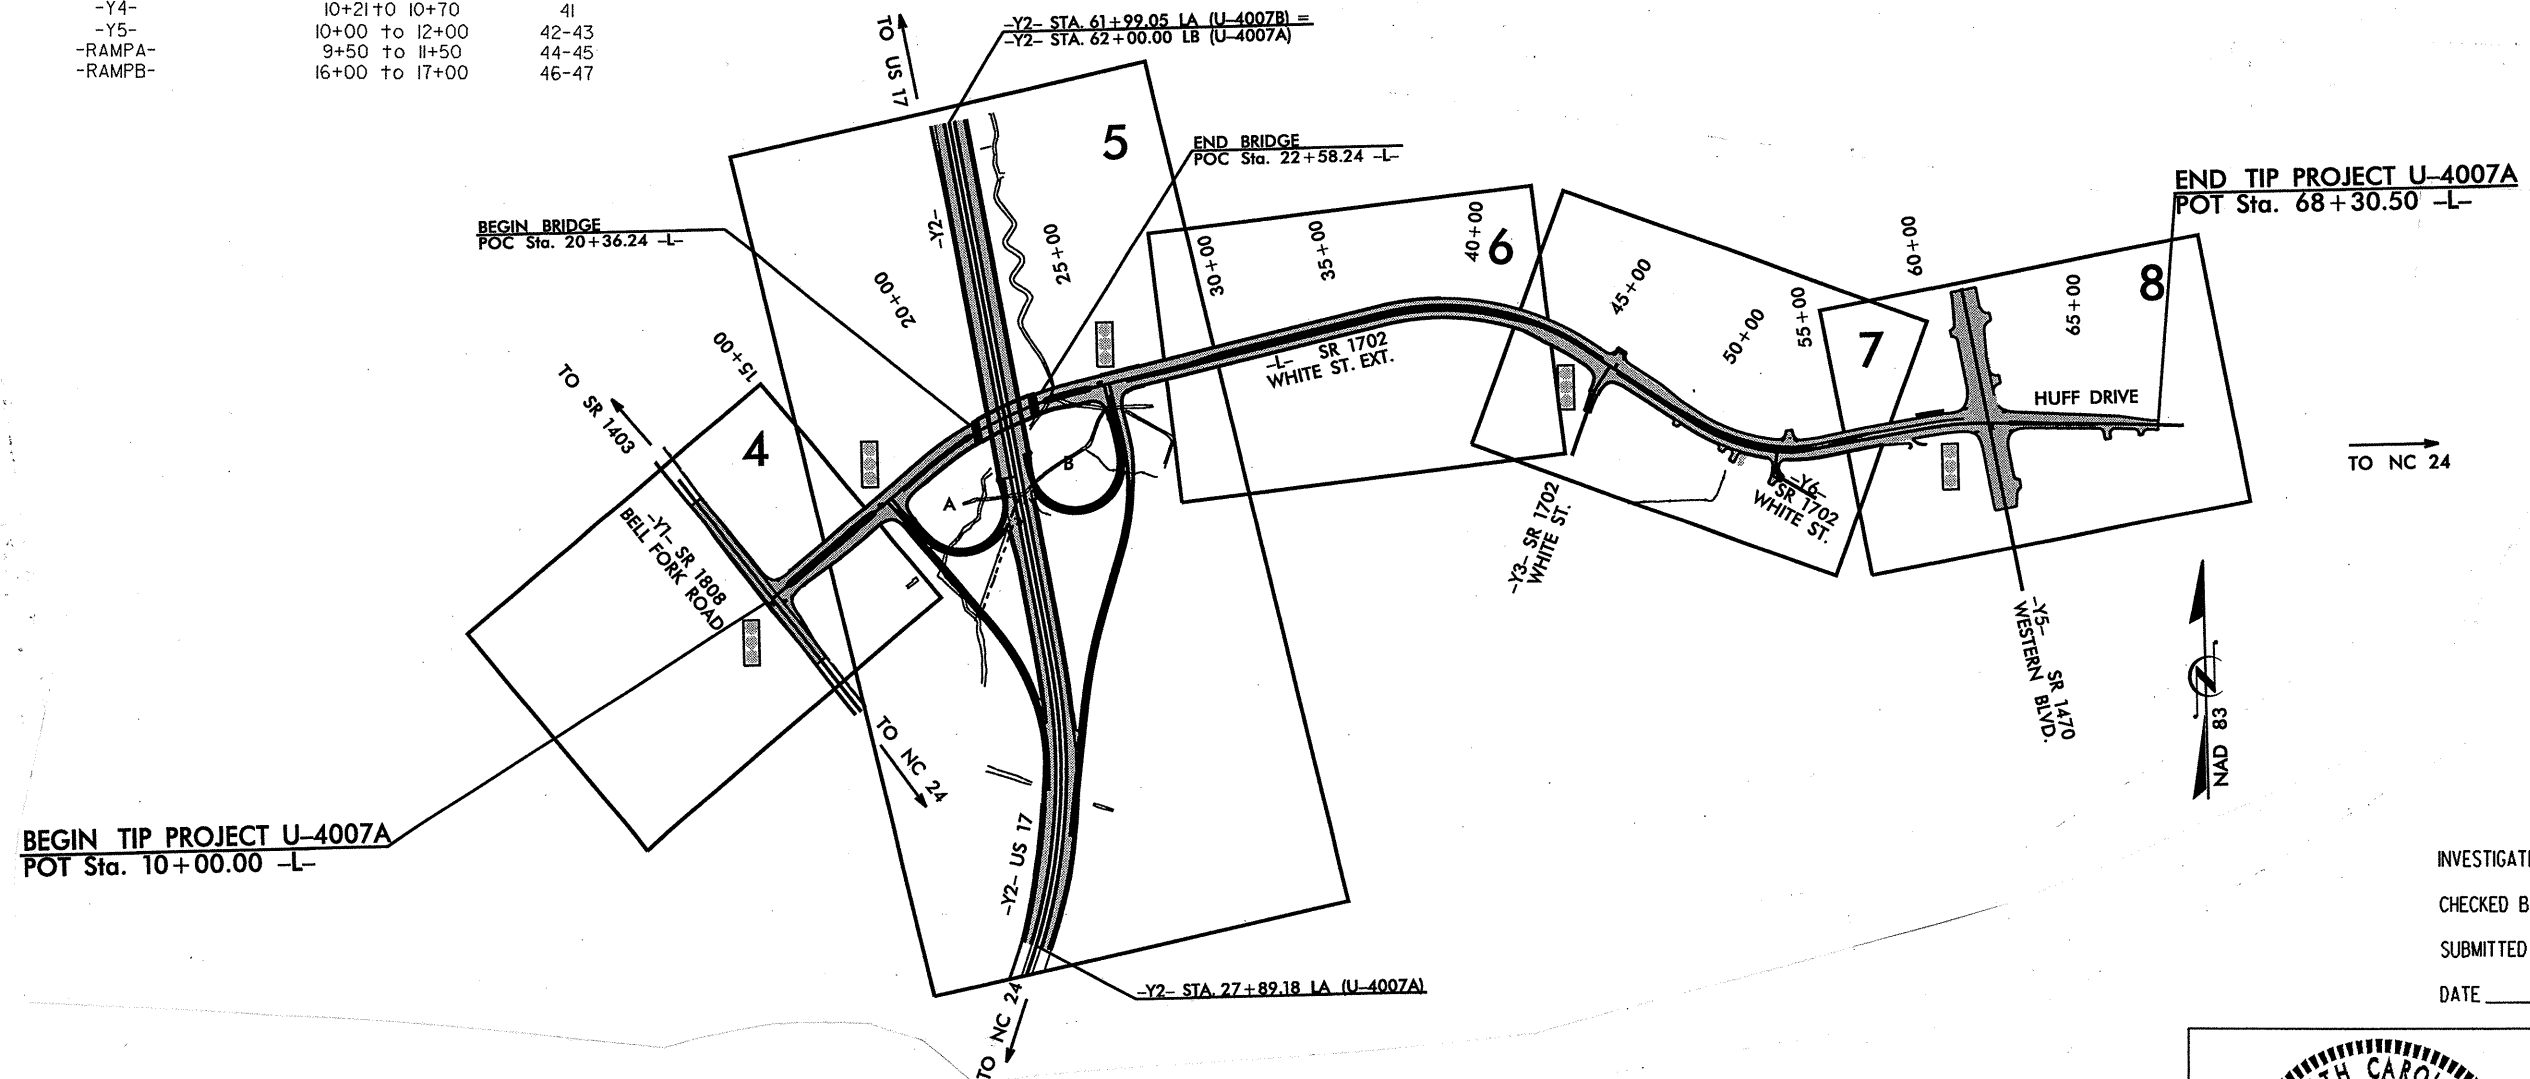 -Y4- 10+21 to 10+70 41
-Y5- 10+00 to 12+00 42-43
-RAMPA- 9+50 to 11+50 44-45
-RAMPB- 16+00 to 17+00 46-47
TO US 17
-Y2- STA. 61+99.05 LA (U-4007B) =
-Y2- STA. 62+00.00 LB (U-4007A)
5
END BRIDGE
POC Sta. 22+58.24 -L-
END TIP PROJECT U-4007A
POT Sta. 68+30.50 -L-
BEGIN BRIDGE
POC Sta. 20+36.24 -L-
-Y2-
15+00
20+00
25+00
30+00
35+00
40+00
6
45+00
50+00
55+00
7
60+00
65+00
8
-L- SR 1702
WHITE ST. EXT.
HUFF DRIVE
TO NC 24
TO SR 1403
4
A
B
-Y1- SR 1808
BELL FORK ROAD
-Y3- SR 1702
WHITE ST.
-Y6-
SR 1702
WHITE ST.
-Y5- SR 1470
WESTERN BLVD.
TO NC 24
BEGIN TIP PROJECT U-4007A
POT Sta. 10+00.00 -L-
-Y2- US 17
-Y2- STA. 27+89.18 LA (U-4007A)
TO NC 24
N
NAD 83
INVESTIGATI
CHECKED B
SUBMITTED
DATE
TH CARO